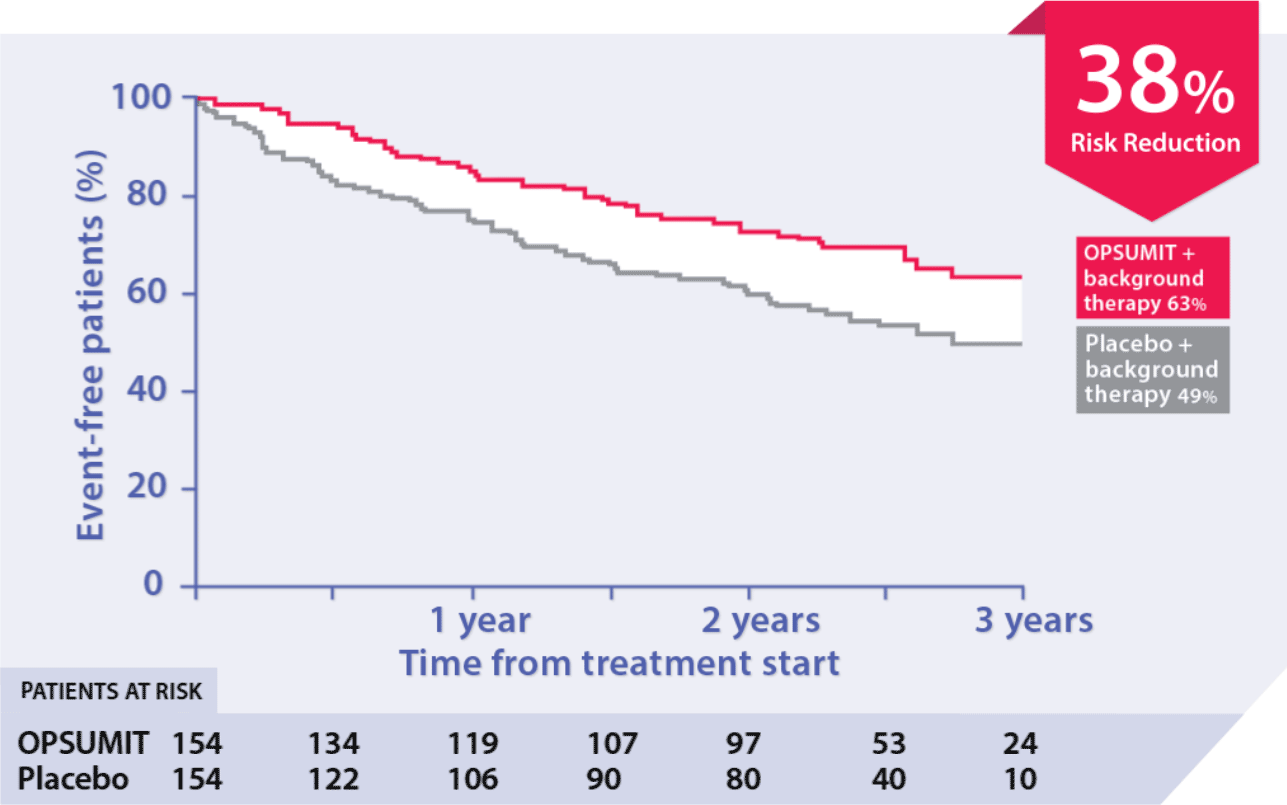 38%
Risk Reduction
100
80
60
40
20
0
Event-free patients (%)
OPSUMIT +
background
therapy 63%
Placebo +
background
therapy 49%
1 year 2 years 3 years
Time from treatment start
PATIENTS AT RISK
OPSUMIT 154 134 119 107 97 53 24
Placebo 154 122 106 90 80 40 10